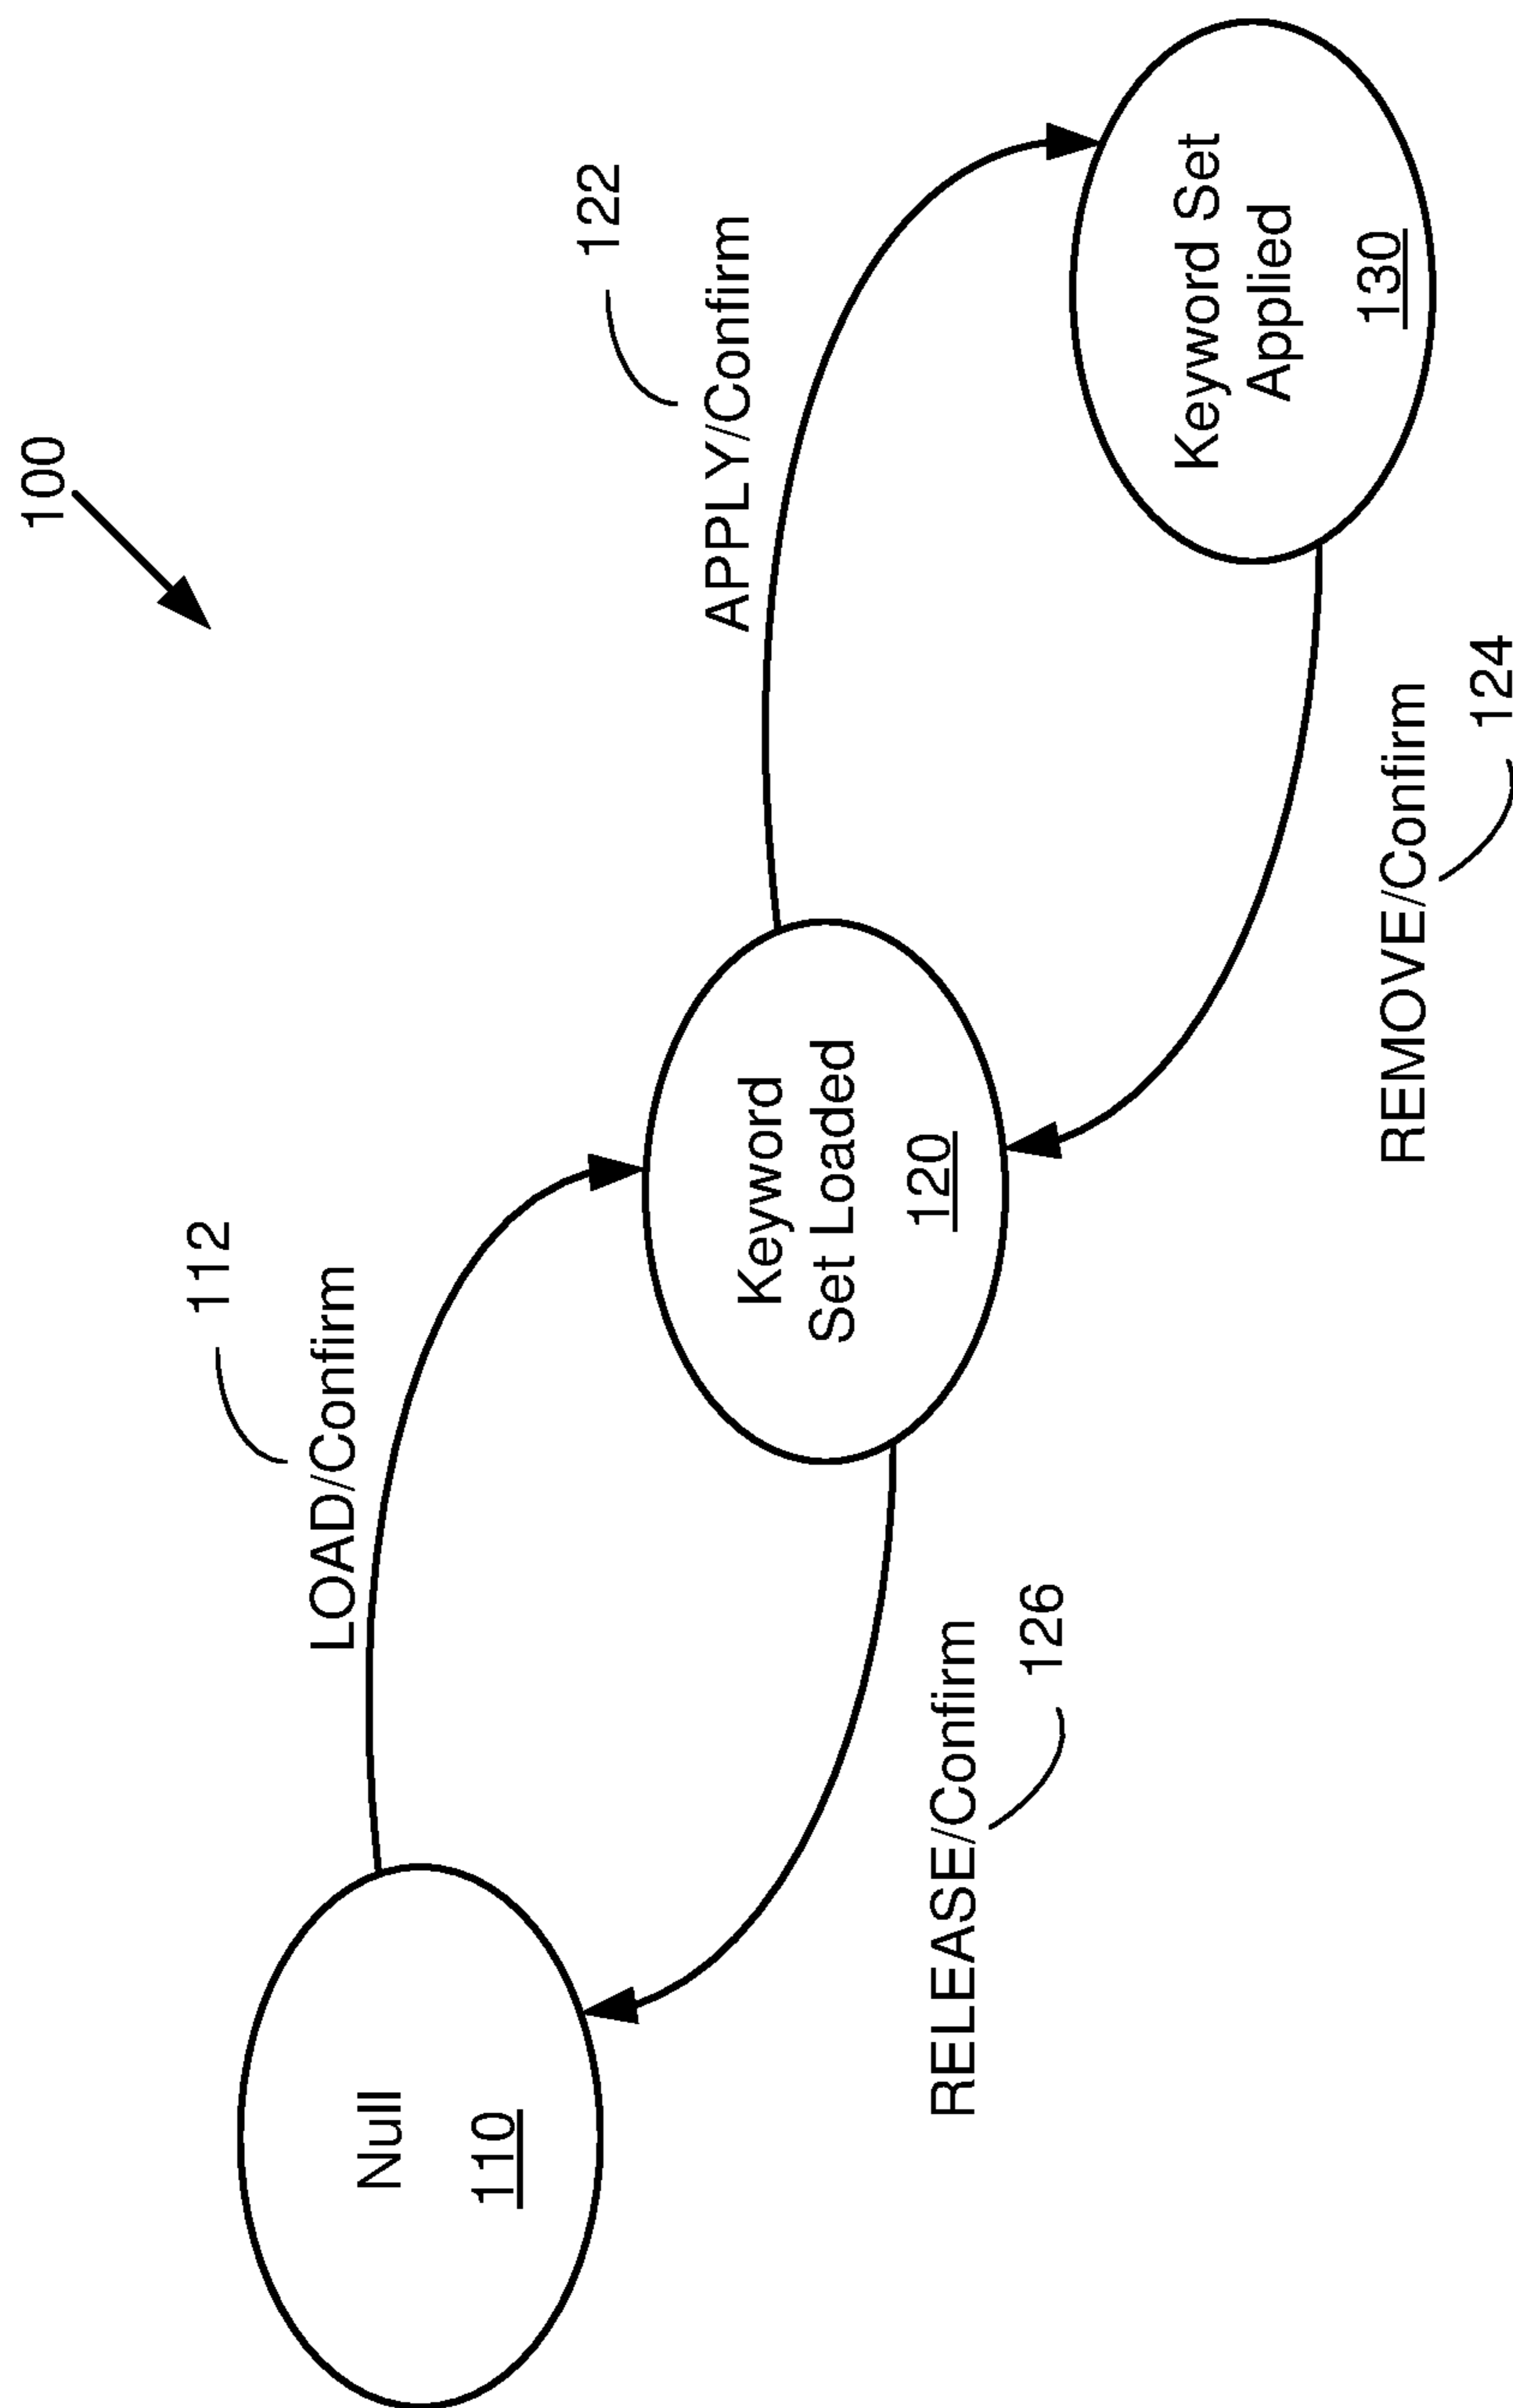 100
122
APPLY/Confirm
112
LOAD/Confirm
Null
110
Keyword
Set Loaded
120
Keyword Set
Applied
130
RELEASE/Confirm
126
REMOVE/Confirm
124